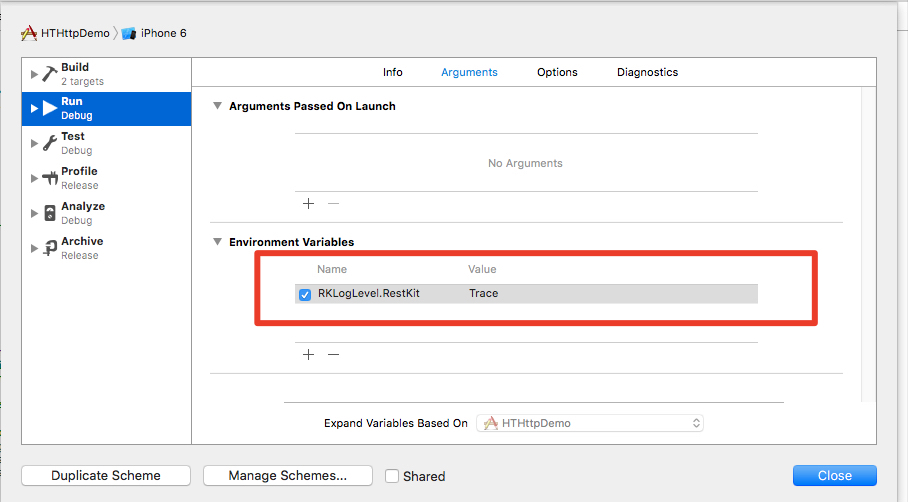 HTHttpDemo iPhone 6
Build
2 targets
Run
Debug
Test
Debug
Profile
Release
Analyze
Debug
Archive
Release
Info Arguments Options Diagnostics
Arguments Passed On Launch
No Arguments
Environment Variables
Name Value
RKLogLevel.RestKit Trace
Expand Variables Based On HTHttpDemo
Duplicate Scheme Manage Schemes... Shared Close